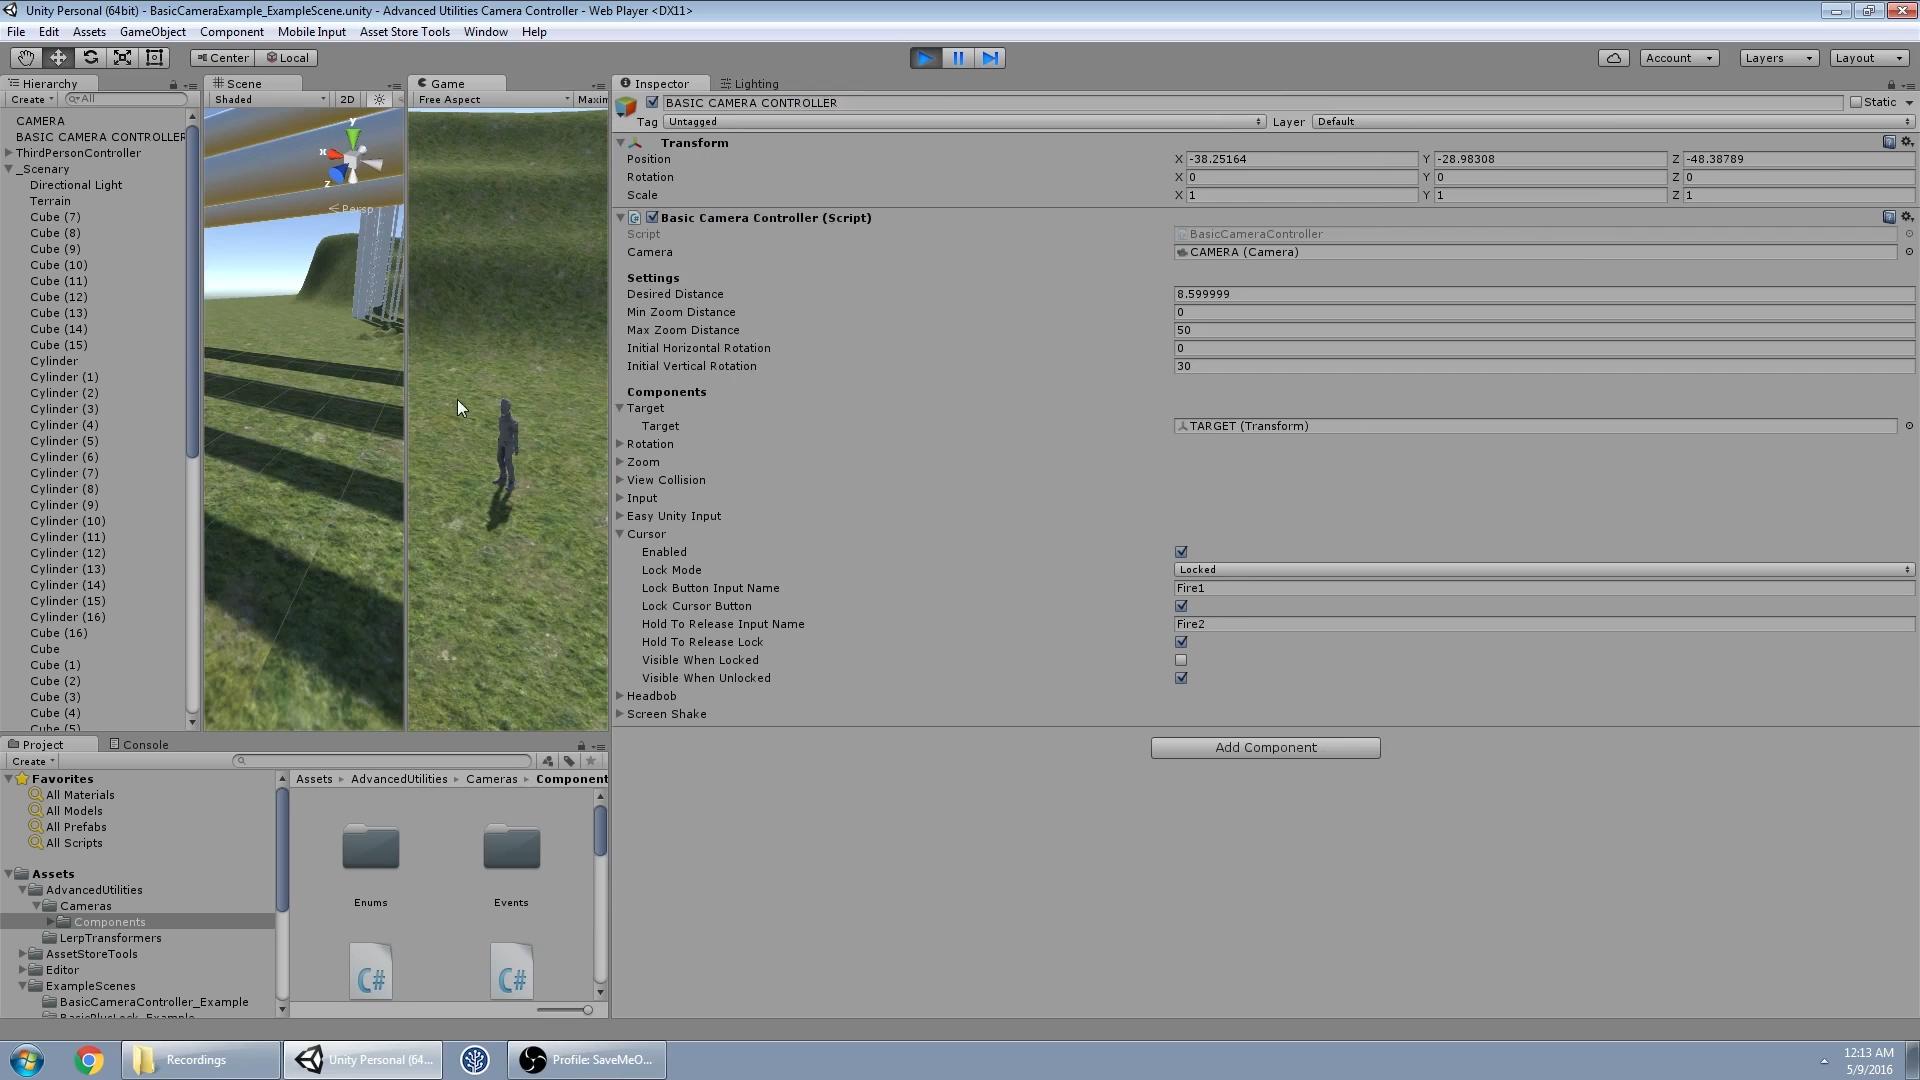 Unity Personal (64bit) - BasicCameraExample_ExampleScene.unity - Advanced Utilities Camera Controller - Web Player <DX11>
File Edit Assets GameObject Component Mobile Input Asset Store Tools Window Help
Center Local Account Layers Layout
Hierarchy
Create All
CAMERA
BASIC CAMERA CONTROLLER
ThirdPersonController
_Scenary
Directional Light
Terrain
Cube (7)
Cube (8)
Cube (9)
Cube (10)
Cube (11)
Cube (12)
Cube (13)
Cube (14)
Cube (15)
Cylinder
Cylinder (1)
Cylinder (2)
Cylinder (3)
Cylinder (4)
Cylinder (5)
Cylinder (6)
Cylinder (7)
Cylinder (8)
Cylinder (9)
Cylinder (10)
Cylinder (11)
Cylinder (12)
Cylinder (13)
Cylinder (14)
Cylinder (15)
Cylinder (16)
Cube (16)
Cube
Cube (1)
Cube (2)
Cube (3)
Cube (4)
Cube (5)
Scene
Shaded 2D
y
x
z
Persp
Game
Free Aspect Maxim
Inspector Lighting
BASIC CAMERA CONTROLLER Static
Tag Untagged Layer Default
Transform
Position X -38.25164 Y -28.98308 Z -48.38789
Rotation X 0 Y 0 Z 0
Scale X 1 Y 1 Z 1
Basic Camera Controller (Script)
Script BasicCameraController
Camera CAMERA (Camera)
Settings
Desired Distance 8.599999
Min Zoom Distance 0
Max Zoom Distance 50
Initial Horizontal Rotation 0
Initial Vertical Rotation 30
Components
Target
Target TARGET (Transform)
Rotation
Zoom
View Collision
Input
Easy Unity Input
Cursor
Enabled
Lock Mode Locked
Lock Button Input Name Fire1
Lock Cursor Button
Hold To Release Input Name Fire2
Hold To Release Lock
Visible When Locked
Visible When Unlocked
Headbob
Screen Shake
Add Component
Project Console
Create
Favorites
All Materials
All Models
All Prefabs
All Scripts
Assets
AdvancedUtilities
Cameras
Components
LerpTransformers
AssetStoreTools
Editor
ExampleScenes
BasicCameraController_Example
BasicPlusLock_Example
Assets AdvancedUtilities Cameras Component
Enums Events
C# C#
Recordings Unity Personal (64... Profile: SaveMeO...
12:13 AM
5/9/2016